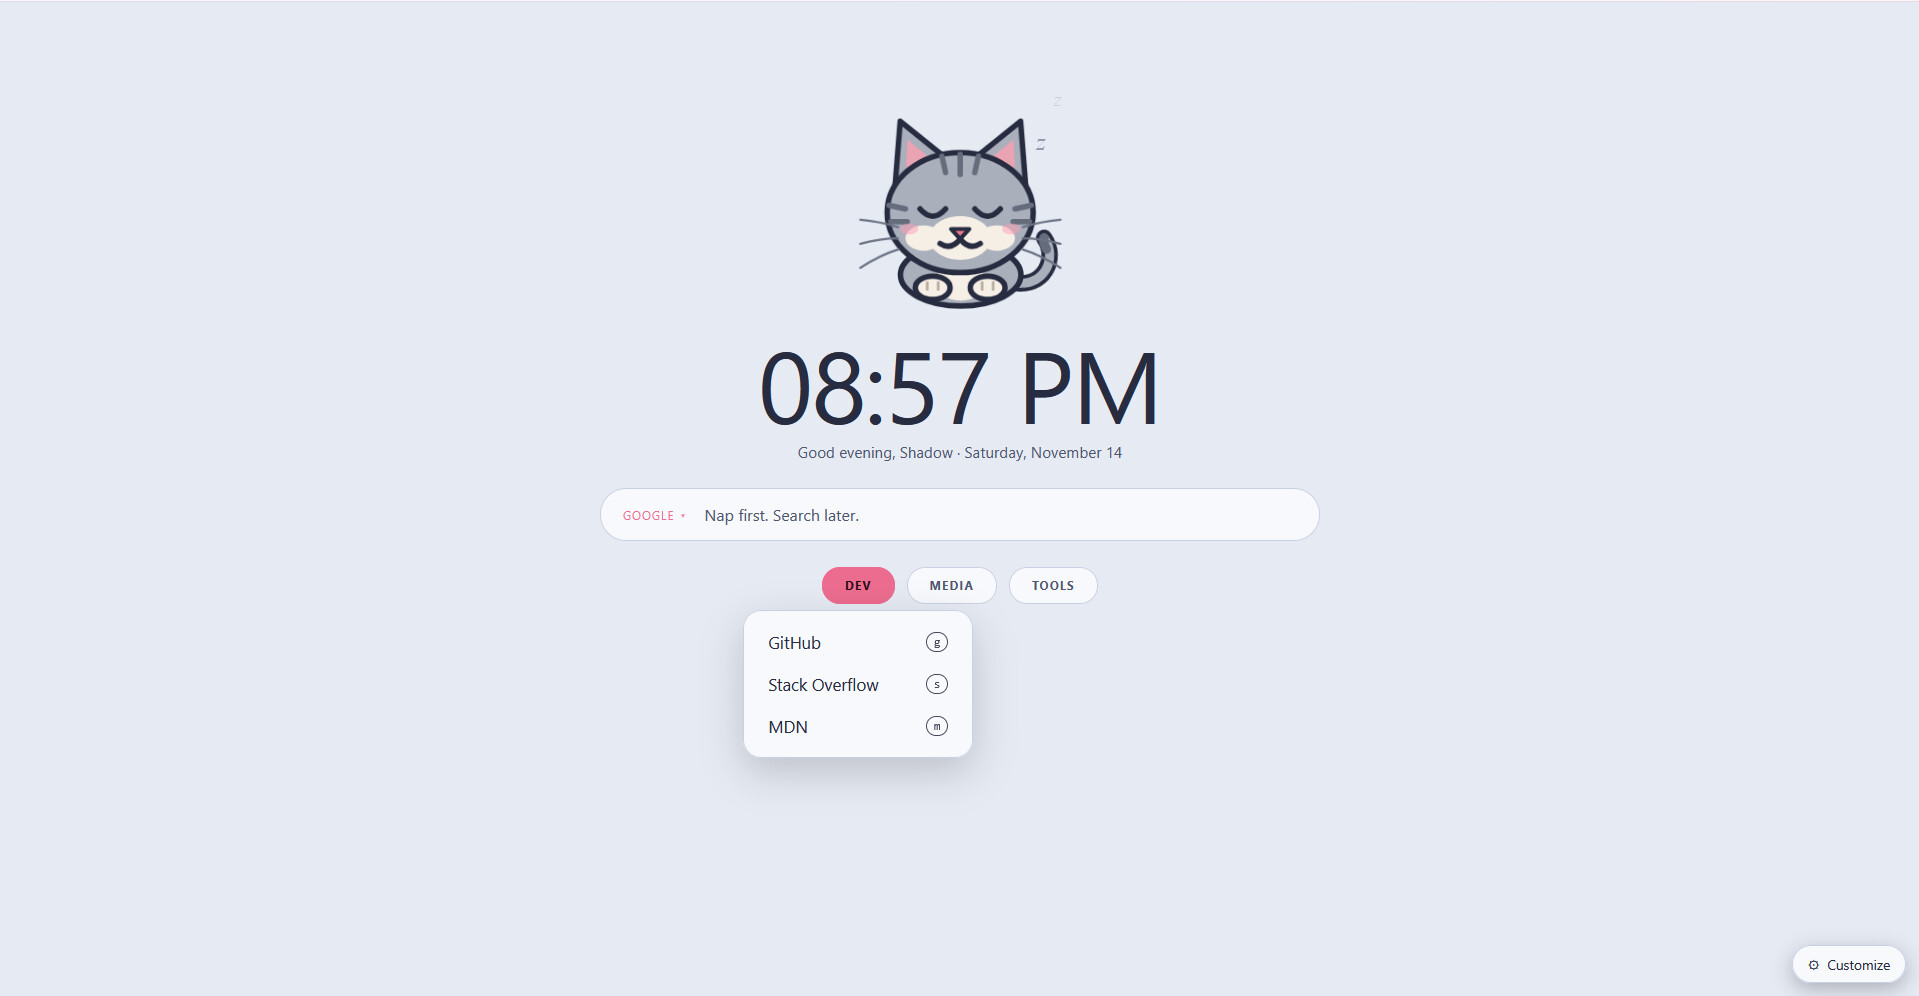 z
z
08:57 PM
Good evening, Shadow · Saturday, November 14
GOOGLE ▾ Nap first. Search later.
DEV MEDIA TOOLS
GitHub g
Stack Overflow s
MDN m
⚙ Customize